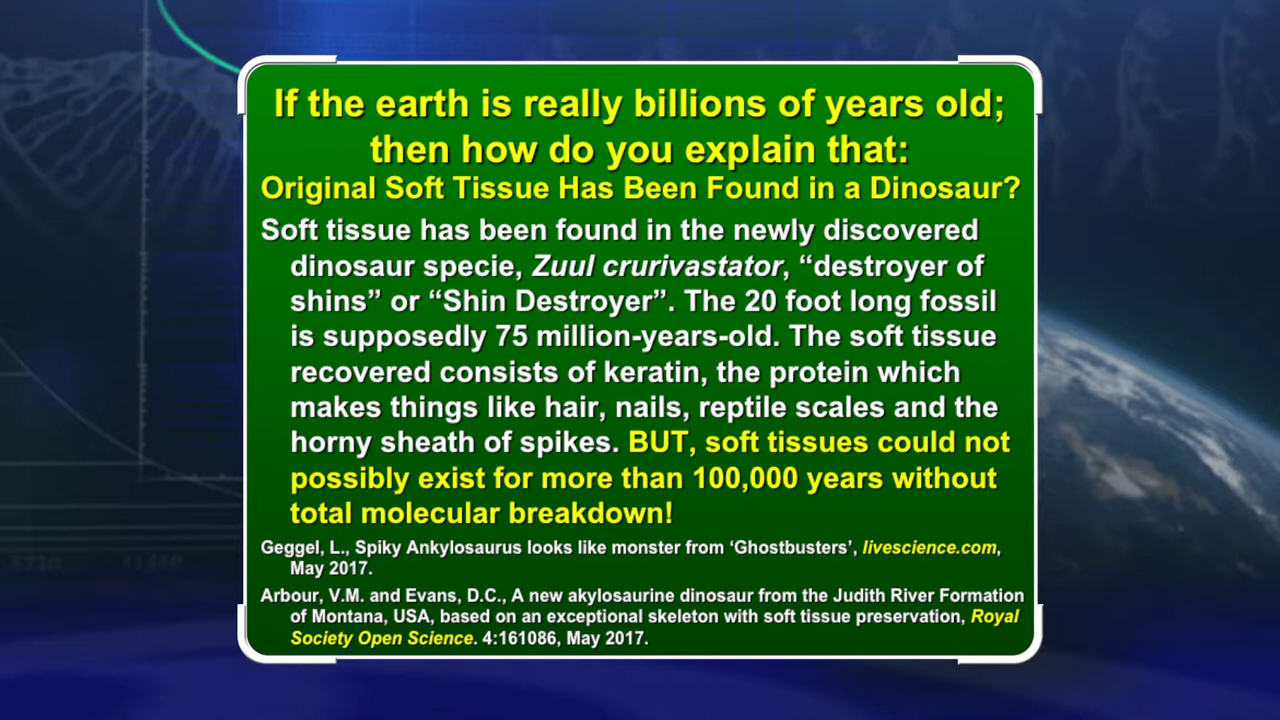 If the earth is really billions of years old;
then how do you explain that:
Original Soft Tissue Has Been Found in a Dinosaur?
Soft tissue has been found in the newly discovered
dinosaur specie, Zuul crurivastator, “destroyer of
shins” or “Shin Destroyer”. The 20 foot long fossil
is supposedly 75 million-years-old. The soft tissue
recovered consists of keratin, the protein which
makes things like hair, nails, reptile scales and the
horny sheath of spikes. BUT, soft tissues could not
possibly exist for more than 100,000 years without
total molecular breakdown!
Geggel, L., Spiky Ankylosaurus looks like monster from ‘Ghostbusters’, livescience.com,
May 2017.
Arbour, V.M. and Evans, D.C., A new akylosaurine dinosaur from the Judith River Formation
of Montana, USA, based on an exceptional skeleton with soft tissue preservation, Royal
Society Open Science. 4:161086, May 2017.